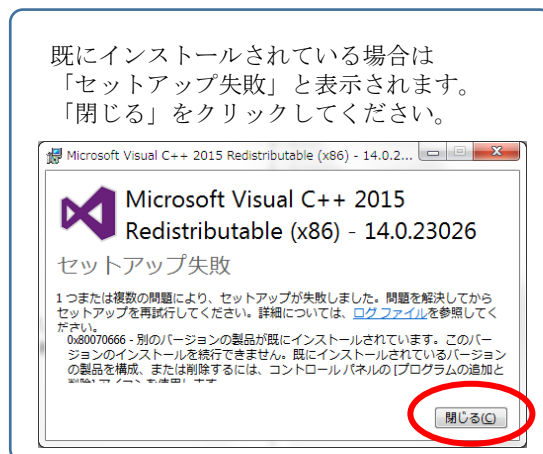 既にインストールされている場合は
「セットアップ失敗」と表示されます。
「閉じる」をクリックしてください。
Microsoft Visual C++ 2015 Redistributable (x86) - 14.0.2...
Microsoft Visual C++ 2015
Redistributable (x86) - 14.0.23026
セットアップ失敗
1 つまたは複数の問題により、セットアップが失敗しました。問題を解決してから
セットアップを再試行してください。詳細については、ログ ファイルを参照してく
ださい。
0x80070666 - 別のバージョンの製品が既にインストールされています。このバー
ジョンのインストールを続行できません。既にインストールされているバージョン
の製品を構成、または削除するには、コントロール パネルの [プログラムの追加と
削除] アイコンを使用します
閉じる(C)